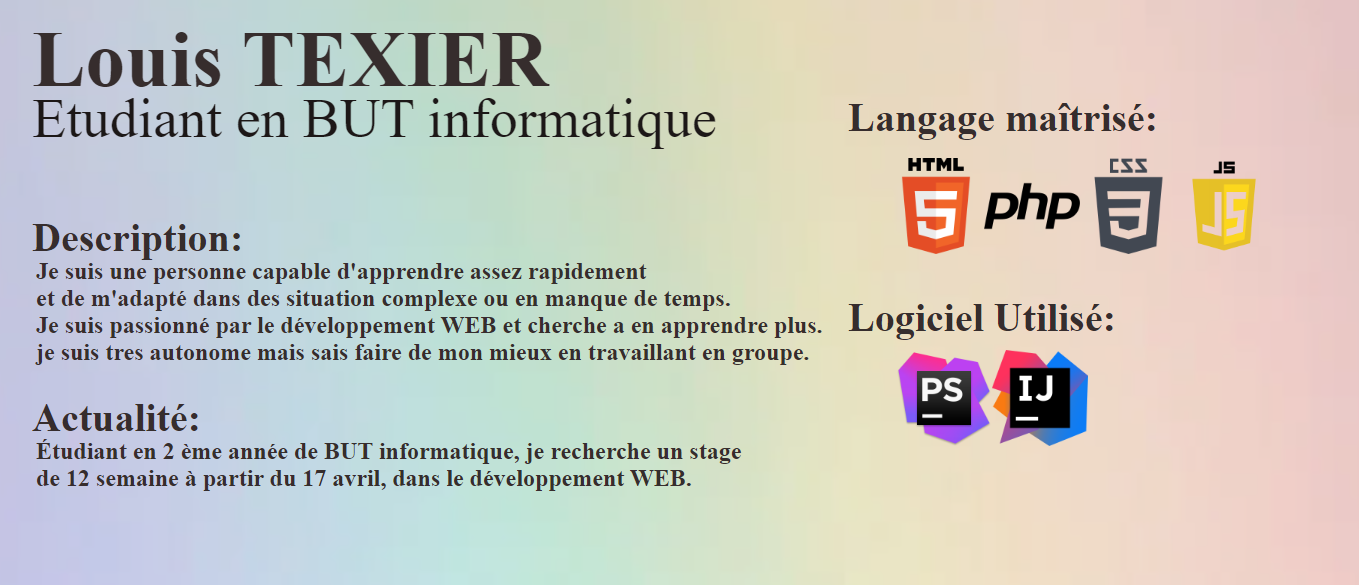 Louis TEXIER
Etudiant en BUT informatique
Description:
Je suis une personne capable d'apprendre assez rapidement
et de m'adapté dans des situation complexe ou en manque de temps.
Je suis passionné par le développement WEB et cherche a en apprendre plus.
je suis tres autonome mais sais faire de mon mieux en travaillant en groupe.
Actualité:
Étudiant en 2 ème année de BUT informatique, je recherche un stage
de 12 semaine à partir du 17 avril, dans le développement WEB.
Langage maîtrisé:
HTML CSS JS
5 php 3 JS
Logiciel Utilisé:
PS IJ